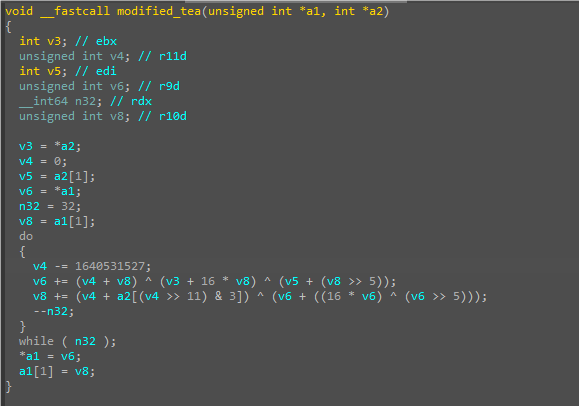 void __fastcall modified_tea(unsigned int *a1, int *a2)
{
  int v3; // ebx
  unsigned int v4; // r11d
  int v5; // edi
  unsigned int v6; // r9d
  __int64 n32; // rdx
  unsigned int v8; // r10d

  v3 = *a2;
  v4 = 0;
  v5 = a2[1];
  v6 = *a1;
  n32 = 32;
  v8 = a1[1];
  do
  {
    v4 -= 1640531527;
    v6 += (v4 + v8) ^ (v3 + 16 * v8) ^ (v5 + (v8 >> 5));
    v8 += (v4 + a2[(v4 >> 11) & 3]) ^ (v6 + ((16 * v6) ^ (v6 >> 5)));
    --n32;
  }
  while ( n32 );
  *a1 = v6;
  a1[1] = v8;
}